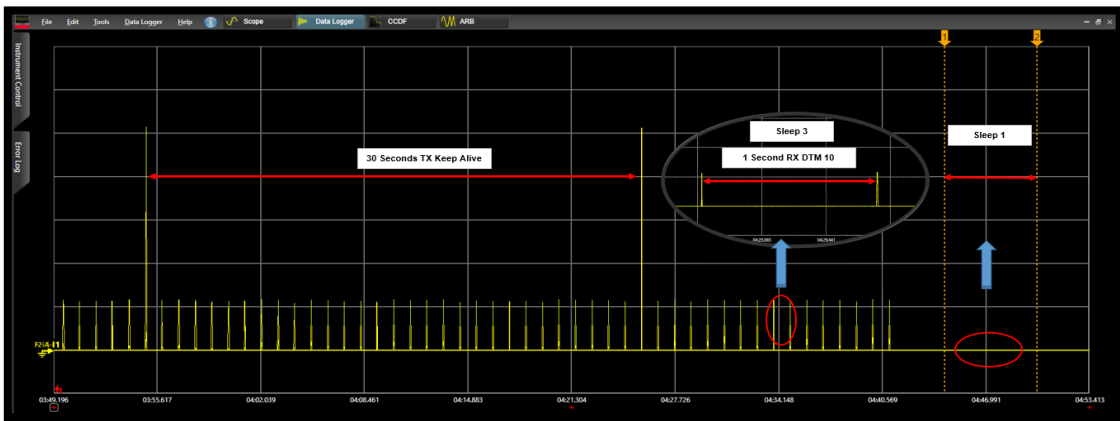 File Edit Tools Data Logger Help Scope Data Logger CCDF ARB
Instrument Control
Error Log
1 2
Sleep 3
Sleep 1
30 Seconds TX Keep Alive
1 Second RX DTM 10
I1
03:49.196 03:55.617 04:02.039 04:08.461 04:14.883 04:21.304 04:27.726 04:34.148 04:40.569 04:46.991 04:53.413